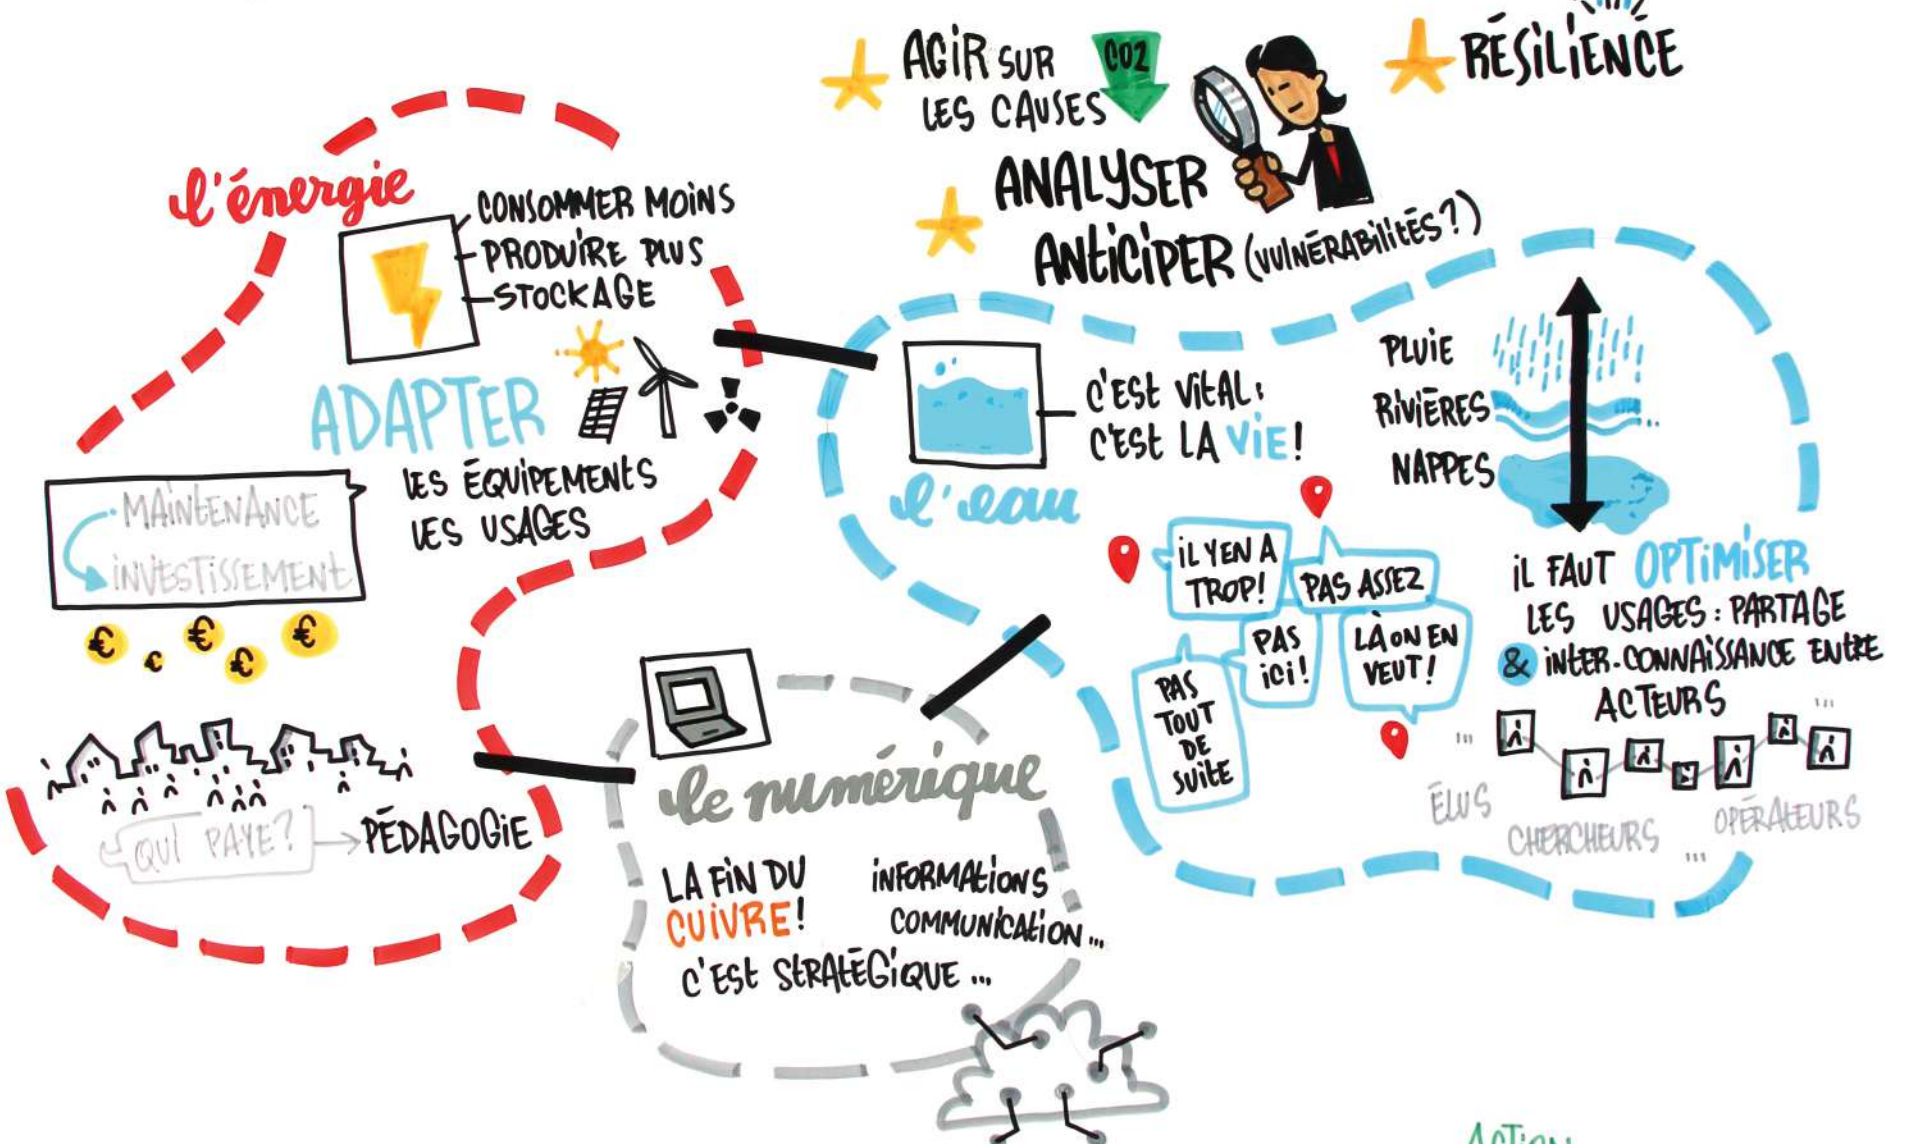 AGIR SUR
CO2
LES CAUSES
RÉSILIENCE
ANALYSER
ANTICIPER (VULNÉRABILITÉS?)
l'énergie
CONSOMMER MOINS
PRODUIRE PLUS
STOCKAGE
ADAPTER
LES ÉQUIPEMENTS
LES USAGES
MAINTENANCE
INVESTISSEMENT
€ € € € €
QUI PAYE?
PÉDAGOGIE
l'eau
C'EST VITAL:
C'EST LA VIE!
PLUIE
RIVIÈRES
...
NAPPES
IL Y EN A
TROP!
PAS ASSEZ
PAS
ICI!
LÀ ON EN
VEUT!
PAS
TOUT
DE
SUITE
IL FAUT OPTIMISER
LES USAGES: PARTAGE
& INTER-CONNAISSANCE ENTRE
ACTEURS
...
...
ÉLUS
CHERCHEURS
OPÉRATEURS
...
le numérique
LA FIN DU
CUIVRE!
INFORMATIONS
COMMUNICATION...
C'EST STRATÉGIQUE...
ACTION